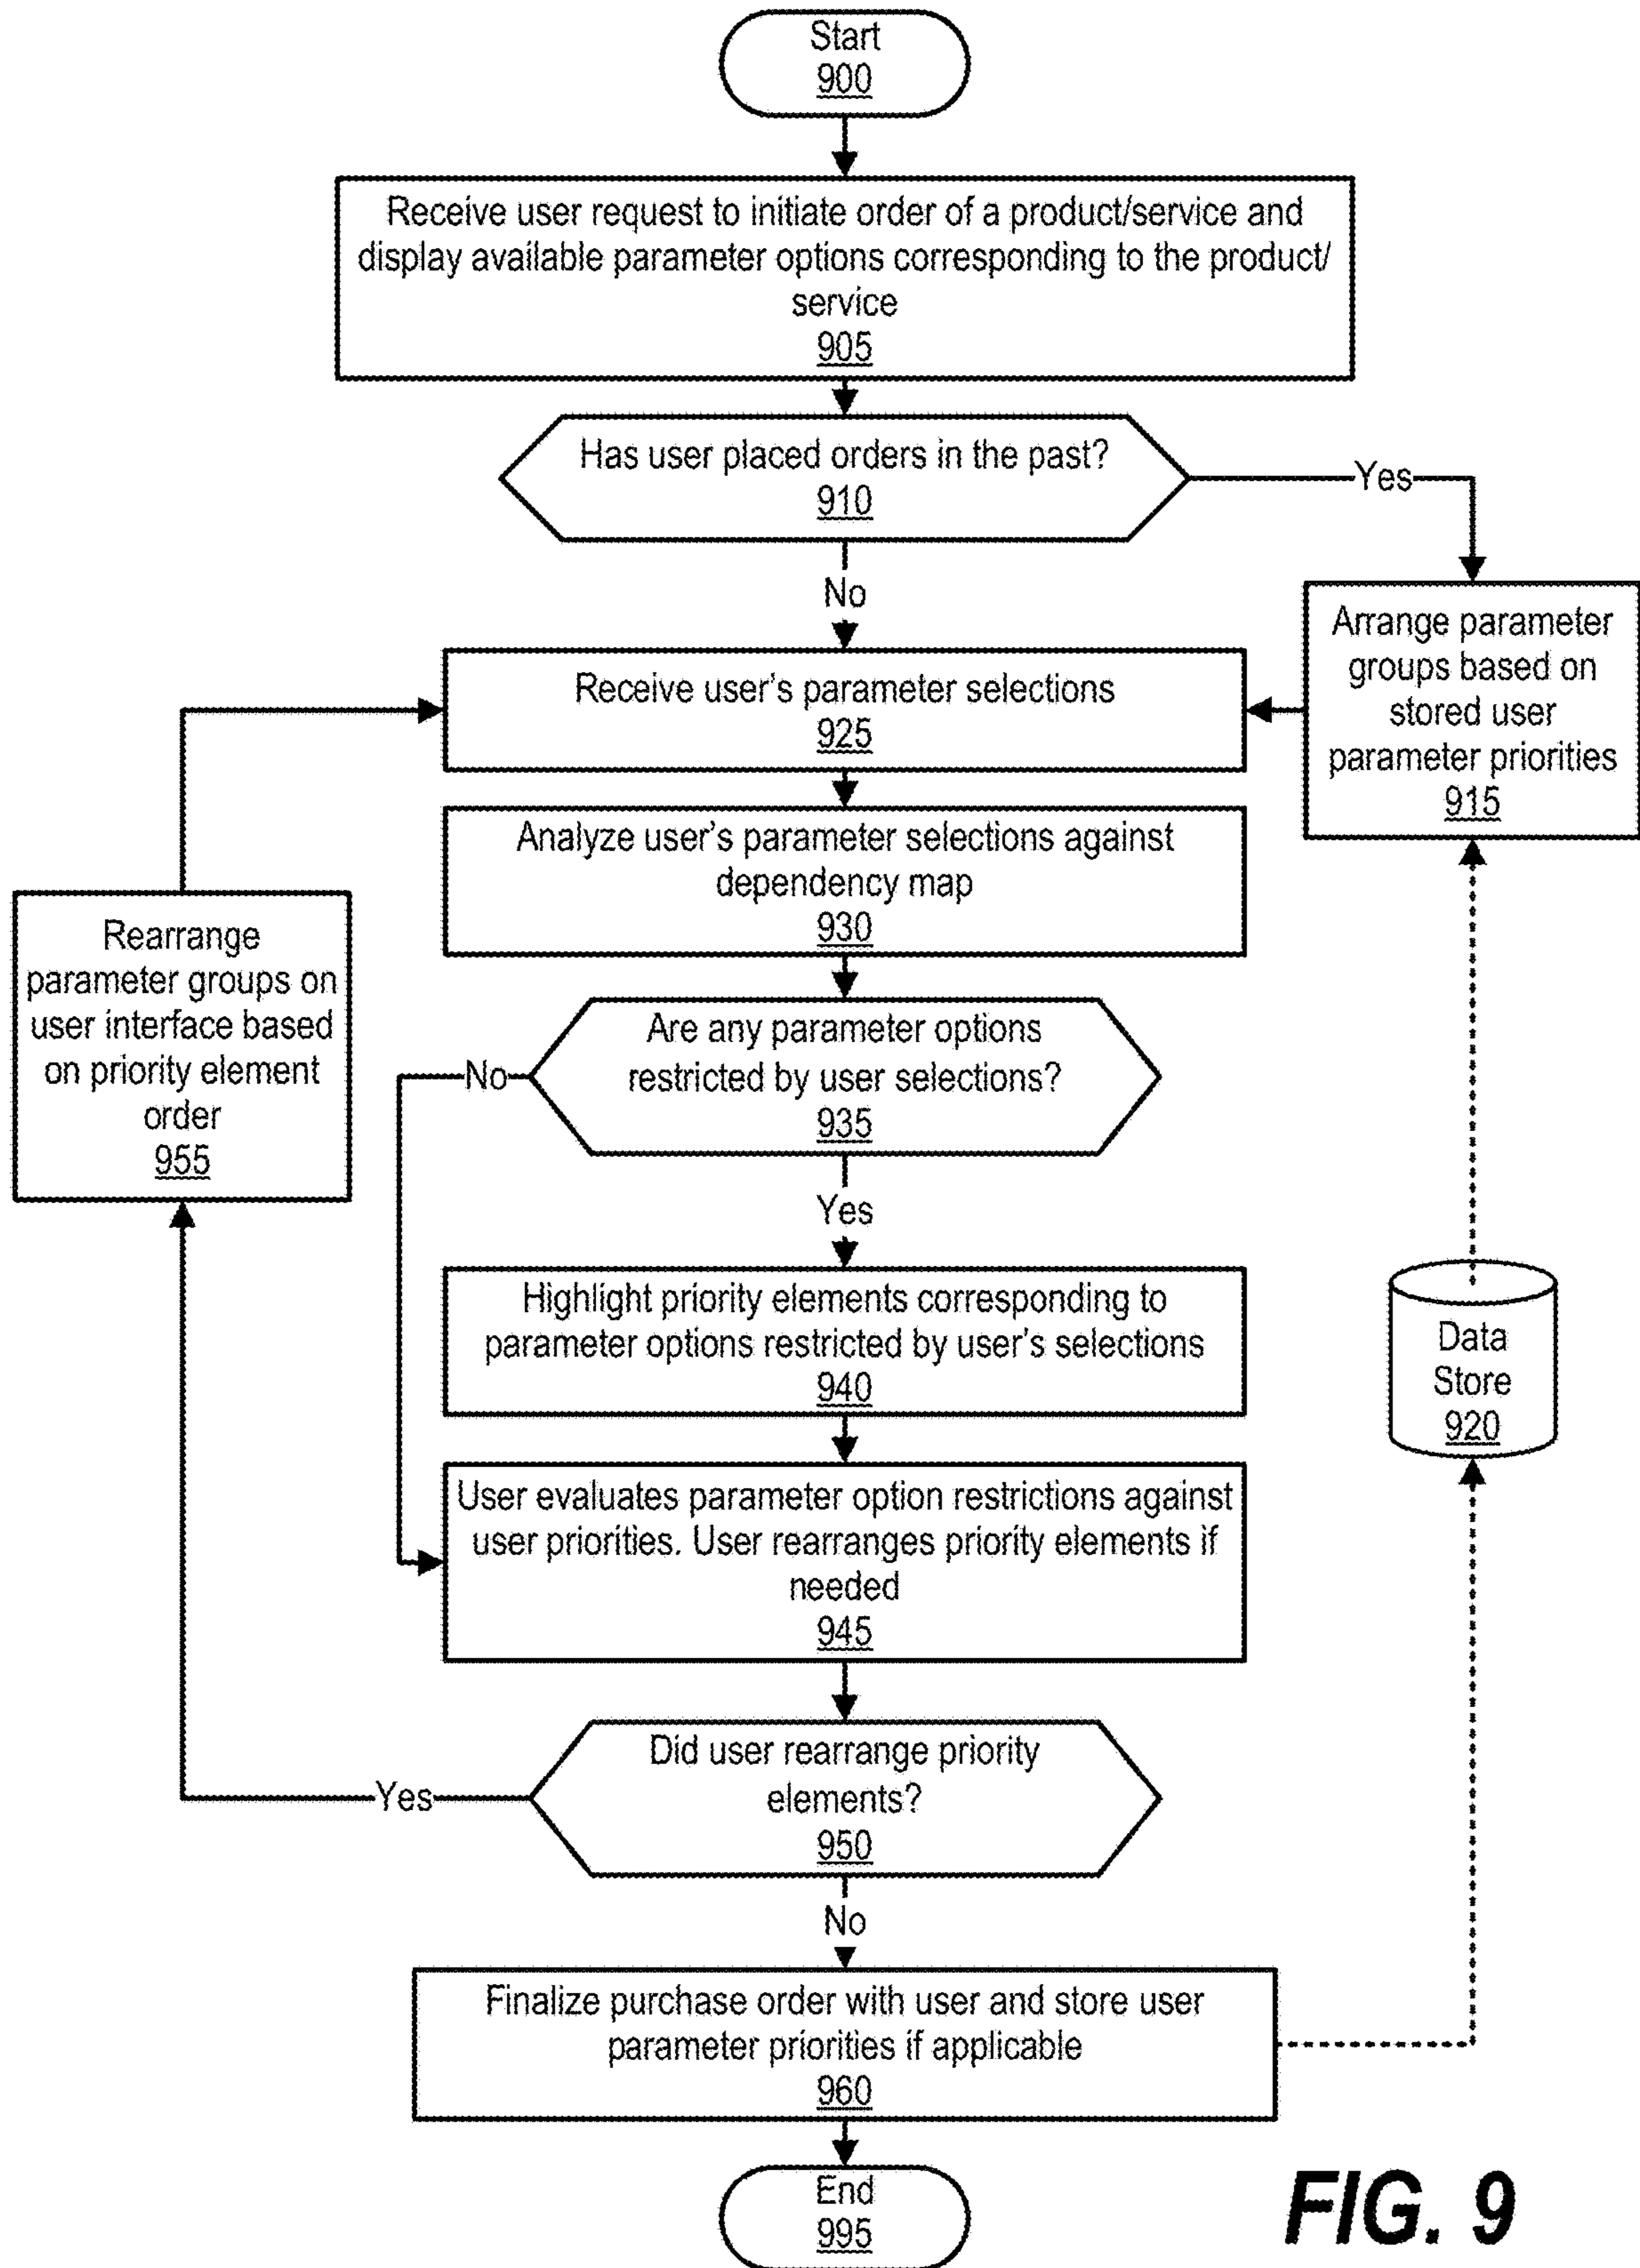 Start
900
Receive user request to initiate order of a product/service and
display available parameter options corresponding to the product/
service
905
Has user placed orders in the past?
910
Yes
No
Arrange parameter
groups based on
stored user
parameter priorities
915
Receive user's parameter selections
925
Analyze user's parameter selections against
dependency map
930
Rearrange
parameter groups on
user interface based
on priority element
order
955
Are any parameter options
restricted by user selections?
935
No
Yes
Highlight priority elements corresponding to
parameter options restricted by user's selections
940
Data
Store
920
User evaluates parameter option restrictions against
user priorities. User rearranges priority elements if
needed
945
Did user rearrange priority
elements?
950
Yes
No
Finalize purchase order with user and store user
parameter priorities if applicable
960
End
995
FIG. 9